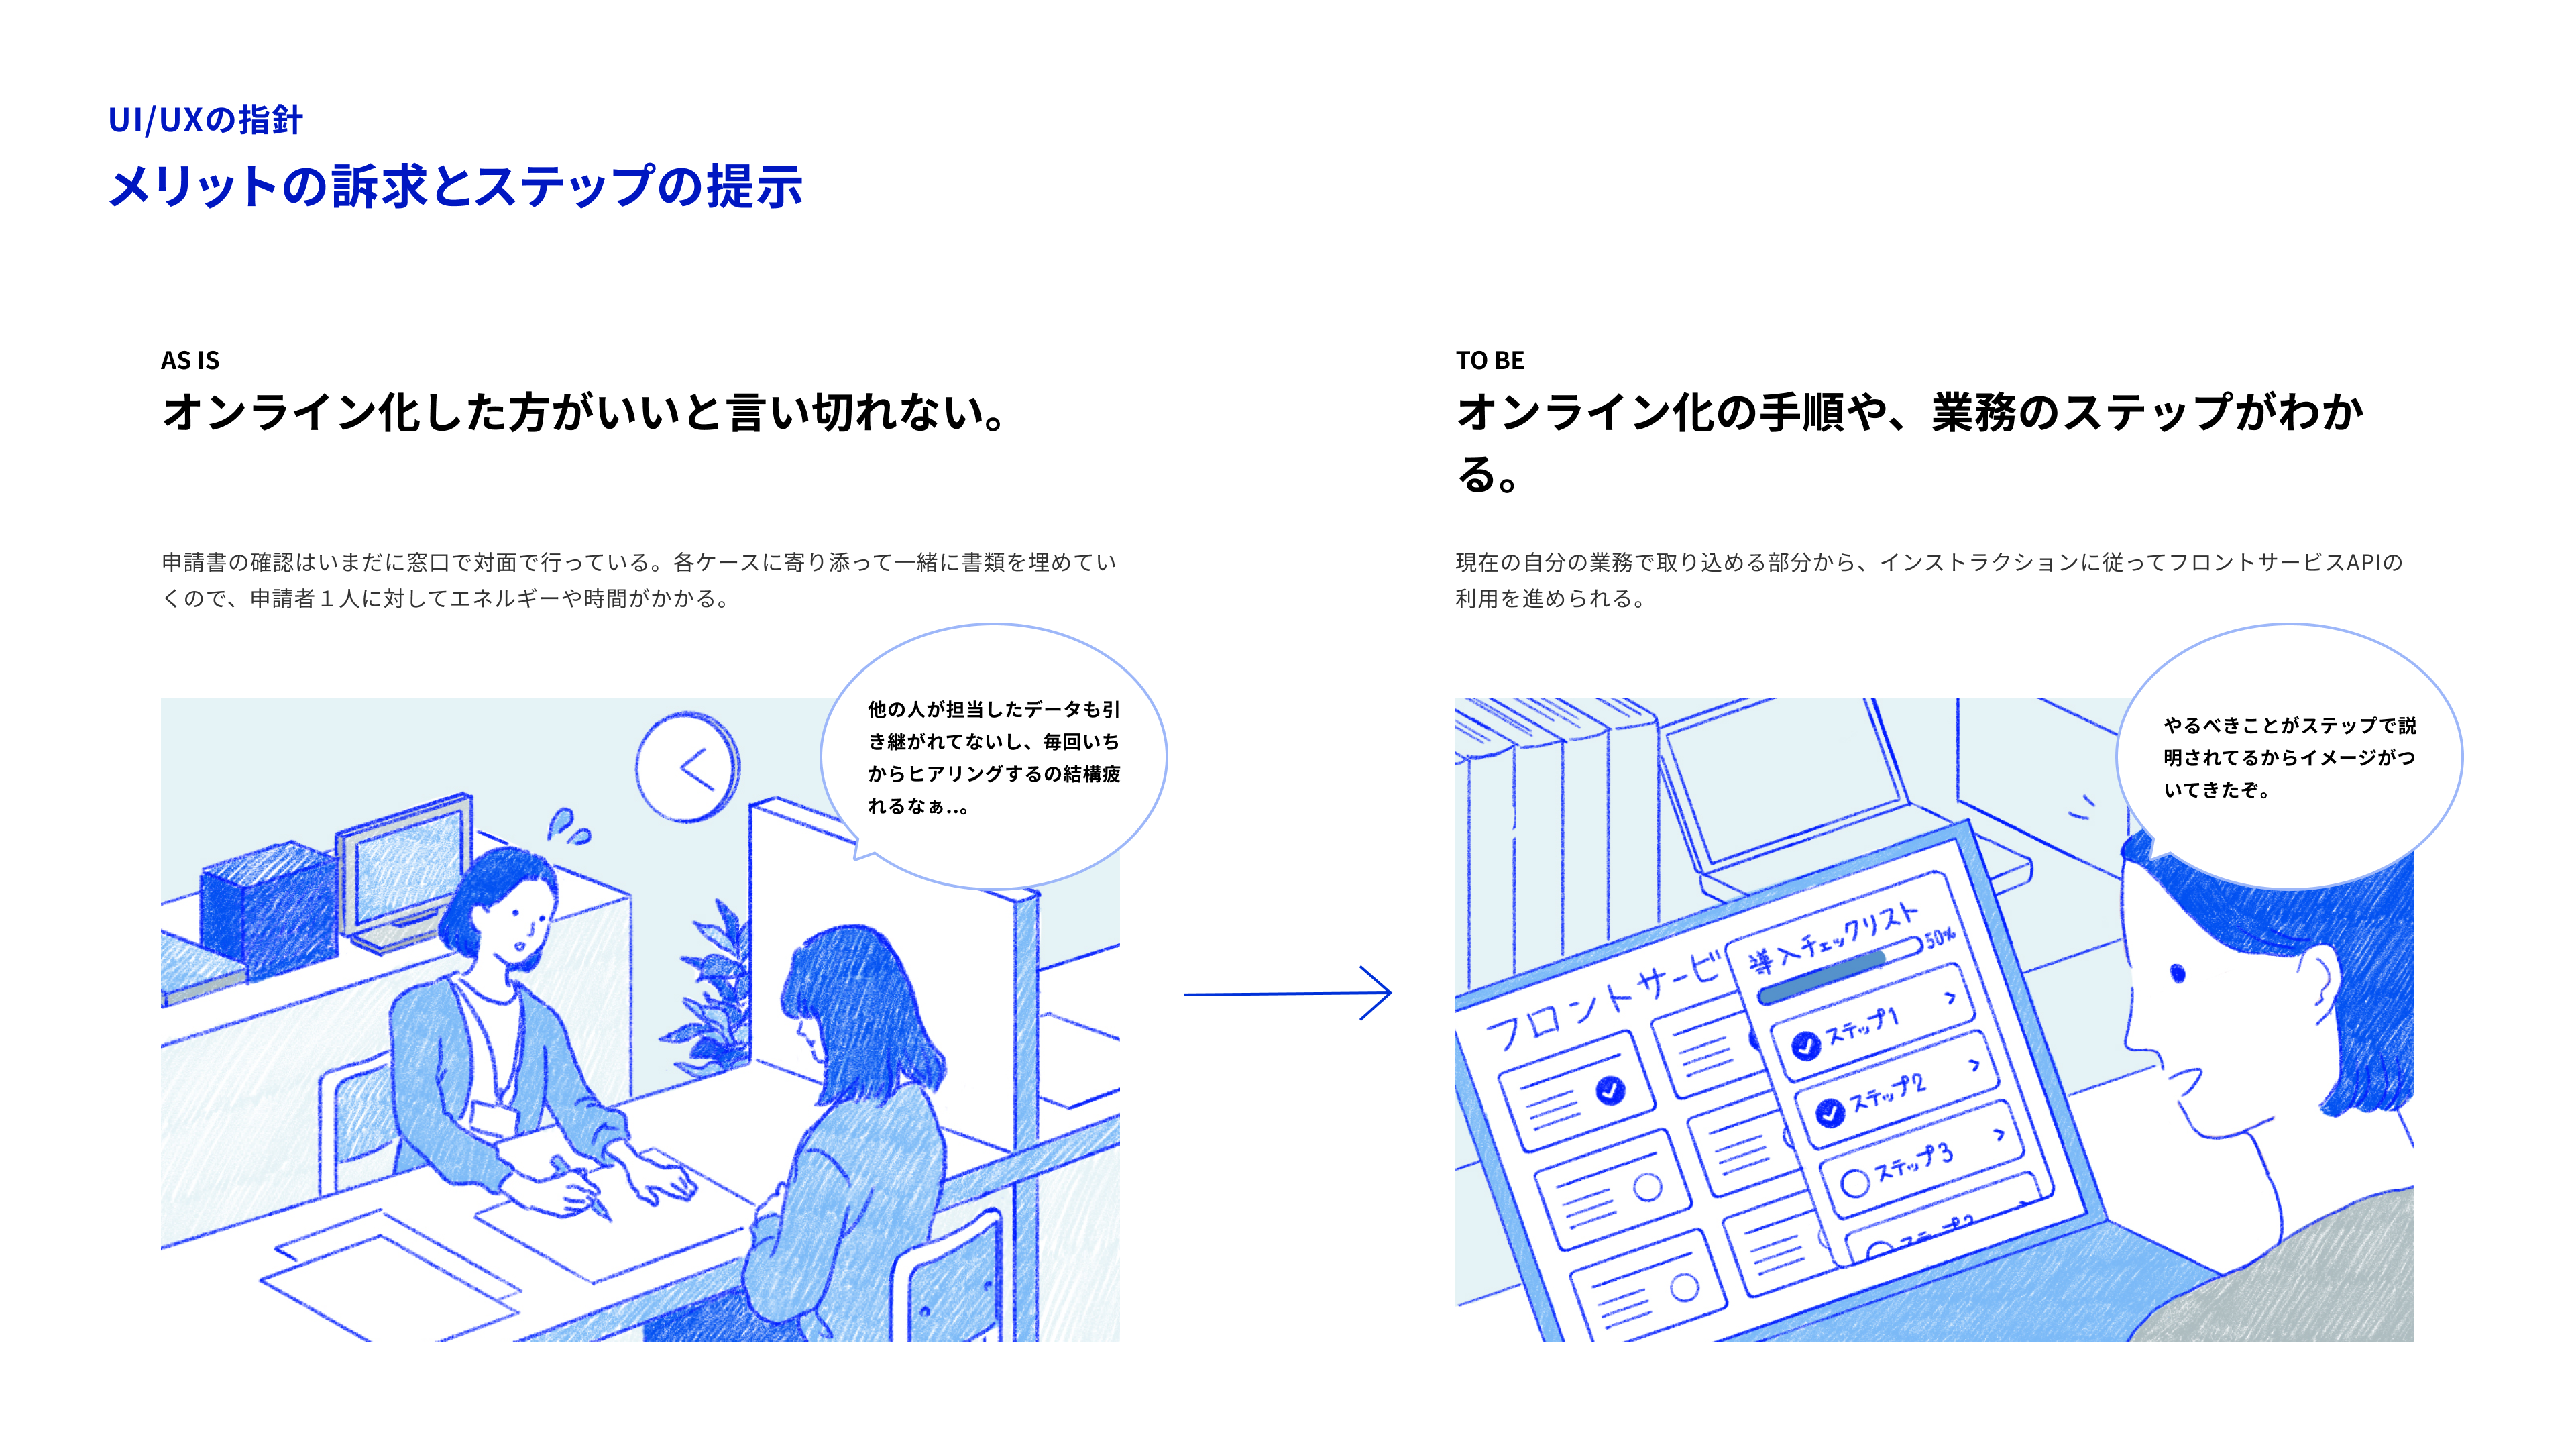 UI/UXの指針
メリットの訴求とステップの提示
AS IS
オンライン化した方がいいと言い切れない。
申請書の確認はいまだに窓口で対面で行っている。各ケースに寄り添って一緒に書類を埋めてい
くので、申請者１人に対してエネルギーや時間がかかる。
他の人が担当したデータも引
き継がれてないし、毎回いち
からヒアリングするの結構疲
れるなぁ‥。
TO BE
オンライン化の手順や、業務のステップがわか
る。
現在の自分の業務で取り込める部分から、インストラクションに従ってフロントサービスAPIの
利用を進められる。
やるべきことがステップで説
明されてるからイメージがつ
いてきたぞ。
フロントサービ
導入チェックリスト
50%
ステップ1
ステップ2
ステップ3